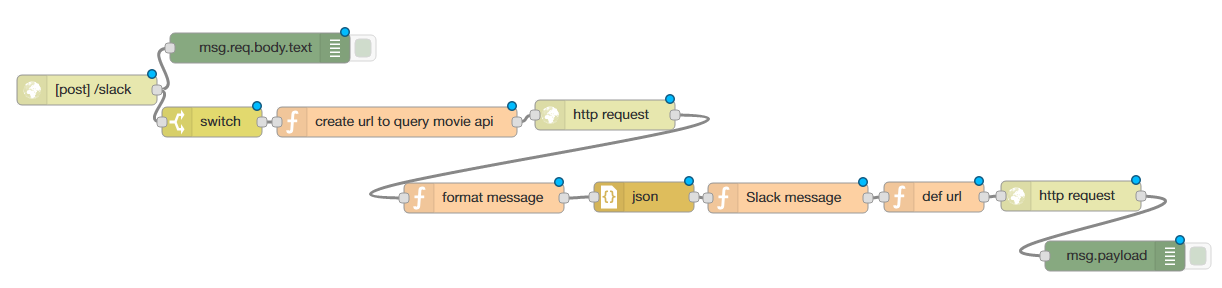 msg.req.body.text
[post] /slack
switch
create url to query movie api
http request
format message
json
Slack message
def url
http request
msg.payload